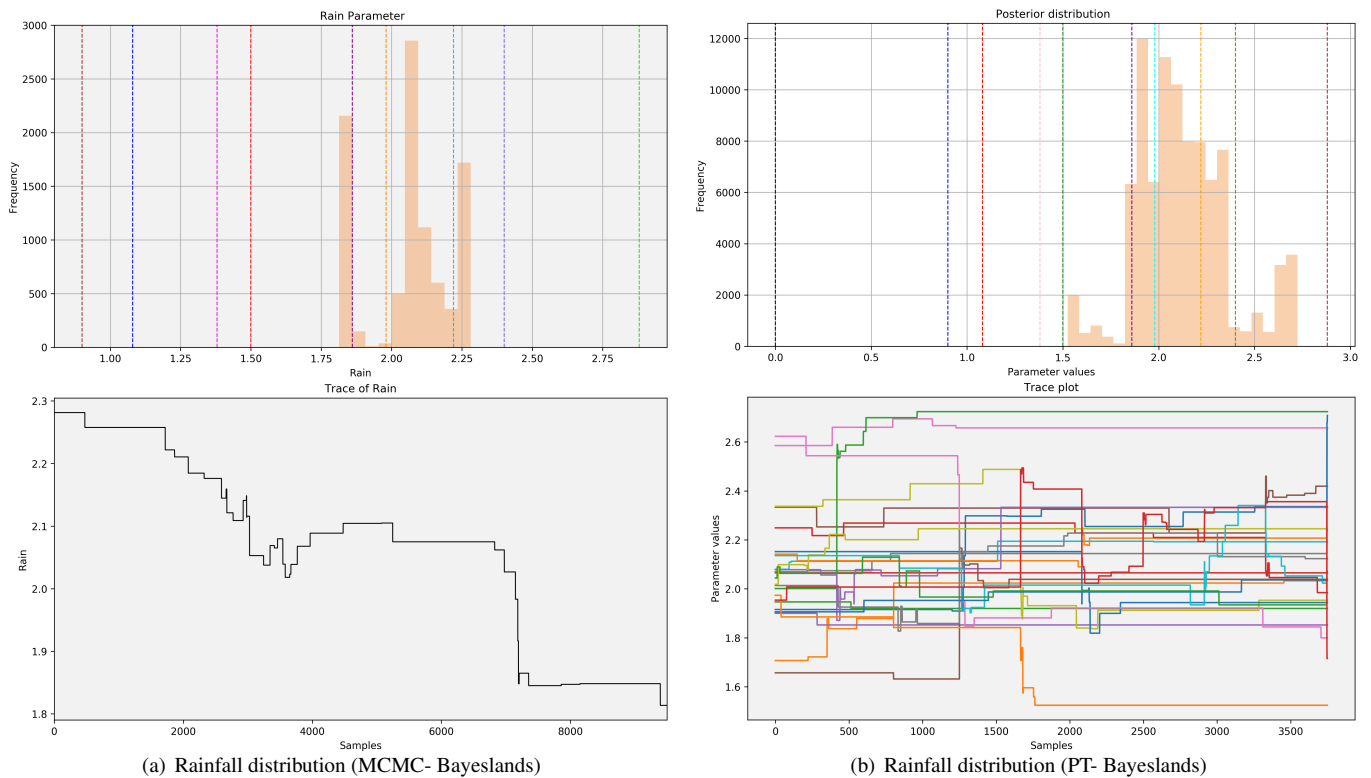 Rain Parameter
3000
2500
2000
1500
1000
500
0
Frequency
1.00 1.25 1.50 1.75 2.00 2.25 2.50 2.75
Rain
Trace of Rain
2.3
2.2
2.1
2.0
1.9
1.8
Rain
0 2000 4000 6000 8000
Samples
(a) Rainfall distribution (MCMC- Bayeslands)
Posterior distribution
12000
10000
8000
6000
4000
2000
0
Frequency
0.0 0.5 1.0 1.5 2.0 2.5 3.0
Parameter values
Trace plot
2.6
2.4
2.2
2.0
1.8
1.6
Parameter values
0 500 1000 1500 2000 2500 3000 3500
Samples
(b) Rainfall distribution (PT- Bayeslands)